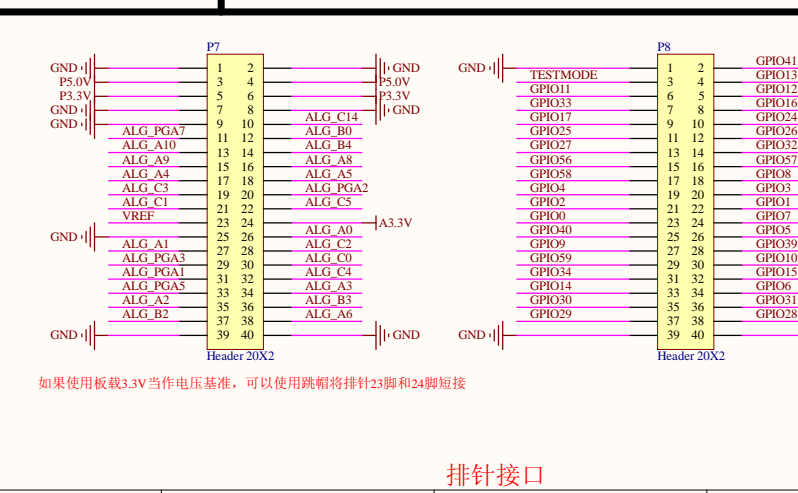 P7
GND 1 2 GND
P5.0V 3 4 P5.0V
P3.3V 5 6 P3.3V
GND 7 8 GND
GND 9 10 ALG_C14
ALG_PGA7 11 12 ALG_B0
ALG_A10 13 14 ALG_B4
ALG_A9 15 16 ALG_A8
ALG_A4 17 18 ALG_A5
ALG_C3 19 20 ALG_PGA2
ALG_C1 21 22 ALG_C5
VREF 23 24 A3.3V
GND 25 26 ALG_A0
ALG_A1 27 28 ALG_C2
ALG_PGA3 29 30 ALG_C0
ALG_PGA1 31 32 ALG_C4
ALG_PGA5 33 34 ALG_A3
ALG_A2 35 36 ALG_B3
ALG_B2 37 38 ALG_A6
GND 39 40 GND
Header 20X2
P8
GND 1 2 GPIO41
TESTMODE 3 4 GPIO13
GPIO11 5 6 GPIO12
GPIO33 7 8 GPIO16
GPIO17 9 10 GPIO24
GPIO25 11 12 GPIO26
GPIO27 13 14 GPIO32
GPIO56 15 16 GPIO57
GPIO58 17 18 GPIO8
GPIO4 19 20 GPIO3
GPIO2 21 22 GPIO1
GPIO0 23 24 GPIO7
GPIO40 25 26 GPIO5
GPIO9 27 28 GPIO39
GPIO59 29 30 GPIO10
GPIO34 31 32 GPIO15
GPIO14 33 34 GPIO6
GPIO30 35 36 GPIO31
GPIO29 37 38 GPIO28
GND 39 40
Header 20X2
如果使用板载3.3V当作电压基准，可以使用跳帽将排针23脚和24脚短接
排针接口